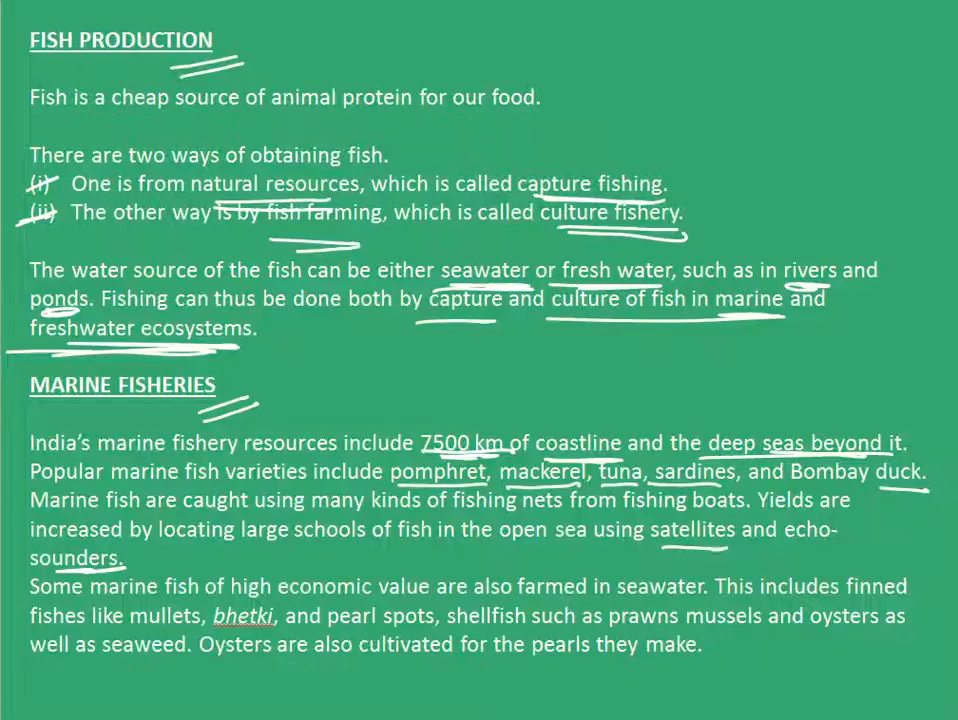 FISH PRODUCTION
Fish is a cheap source of animal protein for our food.
There are two ways of obtaining fish.
(i) One is from natural resources, which is called capture fishing.
(ii) The other way is by fish farming, which is called culture fishery.
The water source of the fish can be either seawater or fresh water, such as in rivers and
ponds. Fishing can thus be done both by capture and culture of fish in marine and
freshwater ecosystems.
MARINE FISHERIES
India’s marine fishery resources include 7500 km of coastline and the deep seas beyond it.
Popular marine fish varieties include pomphret, mackerel, tuna, sardines, and Bombay duck.
Marine fish are caught using many kinds of fishing nets from fishing boats. Yields are
increased by locating large schools of fish in the open sea using satellites and echo-
sounders.
Some marine fish of high economic value are also farmed in seawater. This includes finned
fishes like mullets, bhetki, and pearl spots, shellfish such as prawns mussels and oysters as
well as seaweed. Oysters are also cultivated for the pearls they make.